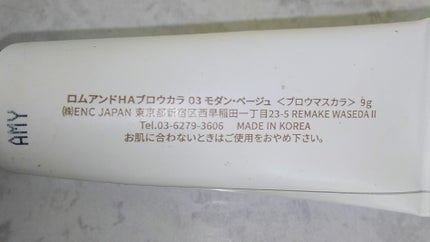 ロムアンドHAブロウカラ 03 モダン・ベージュ <ブロウマスカラ> 9g
㈱ENC JAPAN 東京都新宿区西早稲田一丁目23-5 REMAKE WASEDAⅡ
Tel.03-6279-3606 MADE IN KOREA
お肌に合わないときはご使用をおやめ下さい。
AMY